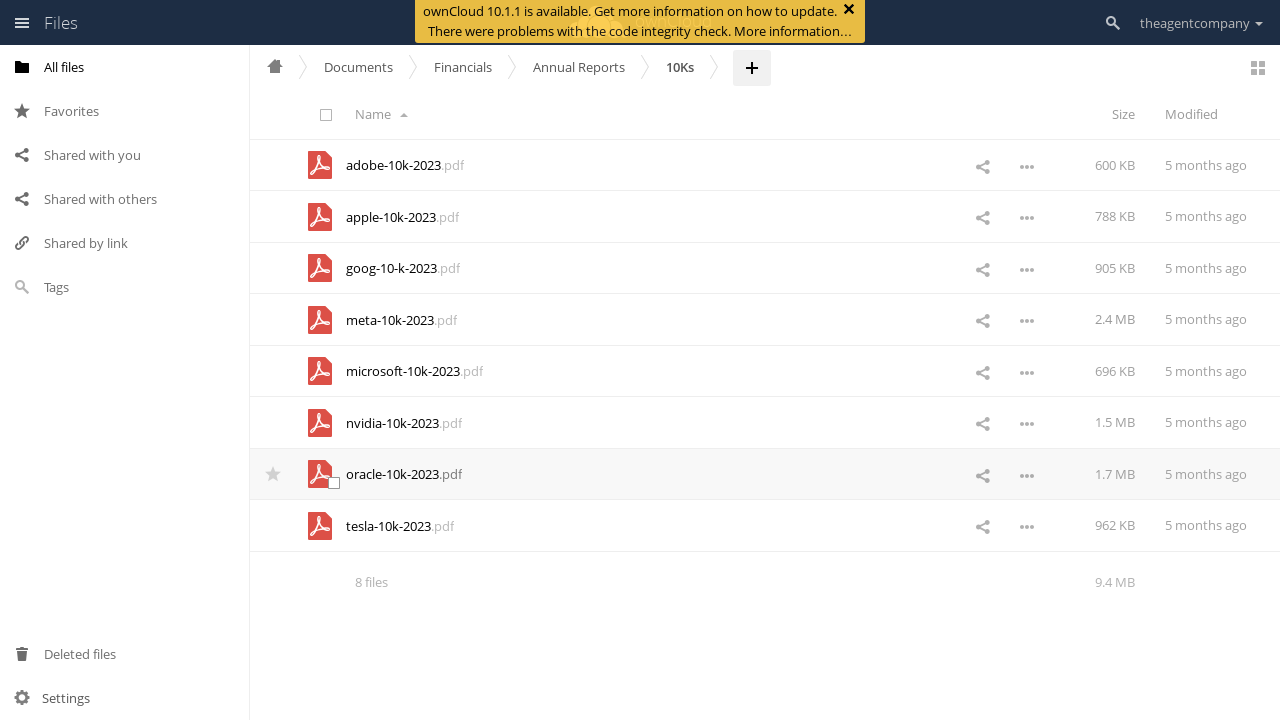 Files
ownCloud 10.1.1 is available. Get more information on how to update.
There were problems with the code integrity check. More information…
theagentcompany
All files
Favorites
Shared with you
Shared with others
Shared by link
Tags
Deleted files
Settings
Documents Financials Annual Reports 10Ks
Name Size Modified
adobe-10k-2023.pdf 600 KB 5 months ago
apple-10k-2023.pdf 788 KB 5 months ago
goog-10-k-2023.pdf 905 KB 5 months ago
meta-10k-2023.pdf 2.4 MB 5 months ago
microsoft-10k-2023.pdf 696 KB 5 months ago
nvidia-10k-2023.pdf 1.5 MB 5 months ago
oracle-10k-2023.pdf 1.7 MB 5 months ago
tesla-10k-2023.pdf 962 KB 5 months ago
8 files 9.4 MB